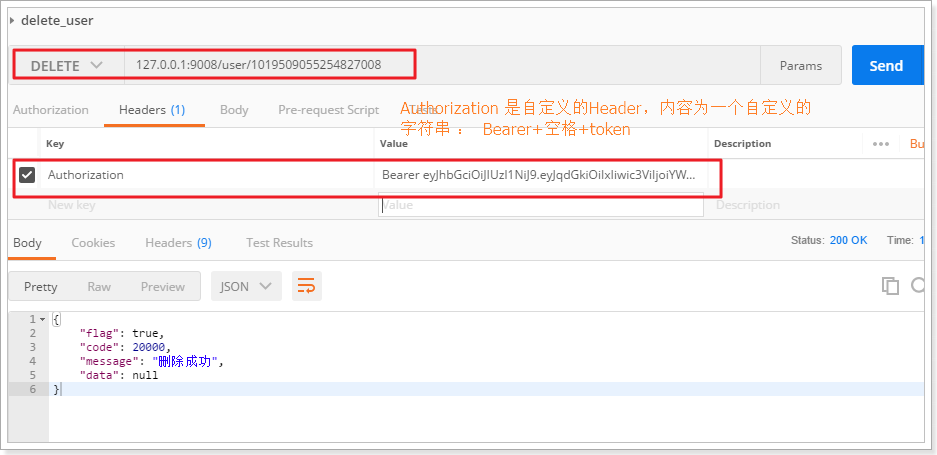 delete_user
DELETE 127.0.0.1:9008/user/1019509055254827008 Params Send
Authorization Headers (1) Body Pre-request Script
Authorization 是自定义的Header，内容为一个自定义的
字符串： Bearer+空格+token
Key Value Description ••• Bu
Authorization Bearer eyJhbGciOiJIUzI1NiJ9.eyJqdGkiOiIxIiwic3ViIjoiYW...
New key Value Description
Body Cookies Headers (9) Test Results Status: 200 OK Time: 1
Pretty Raw Preview JSON
1 {
2 "flag": true,
3 "code": 20000,
4 "message": "删除成功",
5 "data": null
6 }